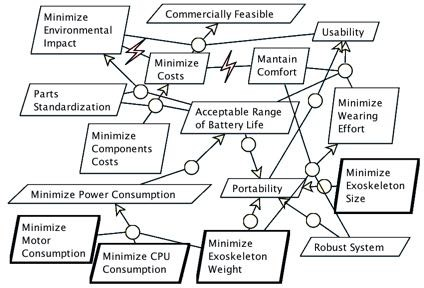 Commercially Feasible
Minimize
Environmental
Impact
Usability
Minimize
Costs
Mantain
Comfort
Parts
Standardization
Acceptable Range
of Battery Life
Minimize
Wearing
Effort
Minimize
Components
Costs
Minimize Power Consumption
Portability
Minimize
Exoskeleton
Size
Minimize
Motor
Consumption
Minimize CPU
Consumption
Minimize
Exoskeleton
Weight
Robust System